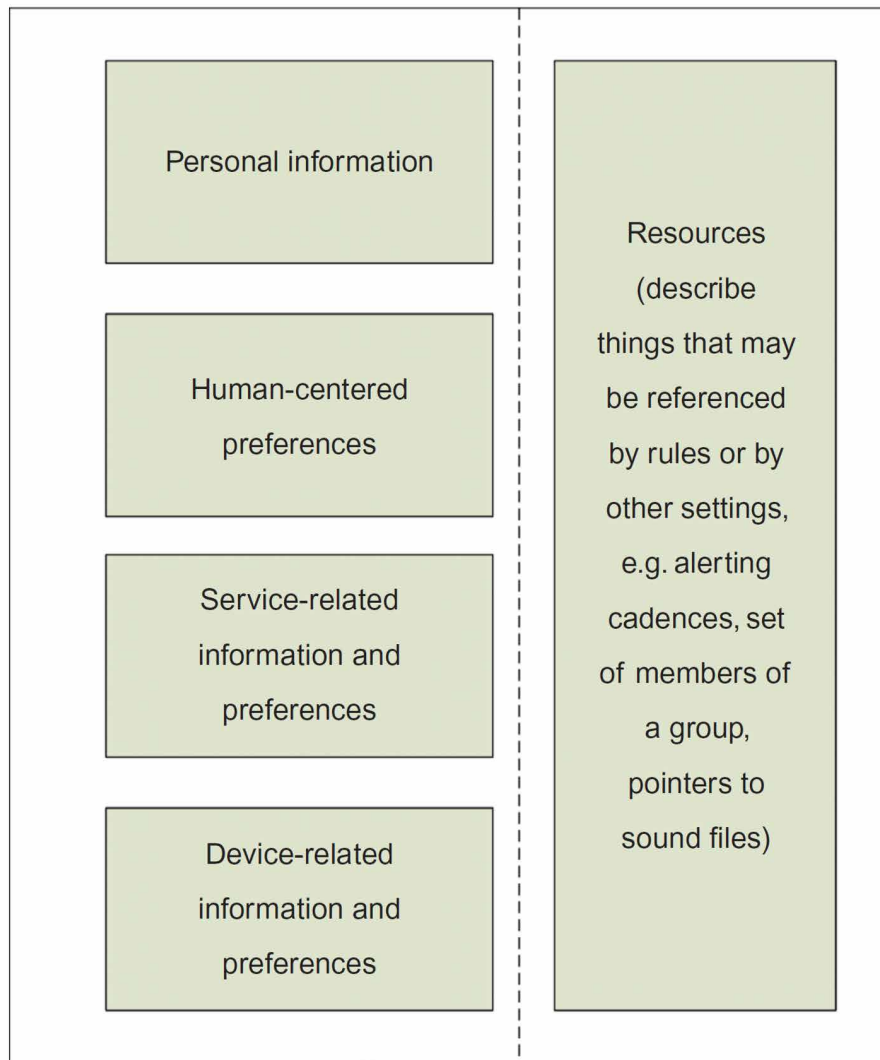 Personal information
Human-centered
preferences
Service-related
information and
preferences
Device-related
information and
preferences
Resources
(describe
things that may
be referenced
by rules or by
other settings,
e.g. alerting
cadences, set
of members of
a group,
pointers to
sound files)